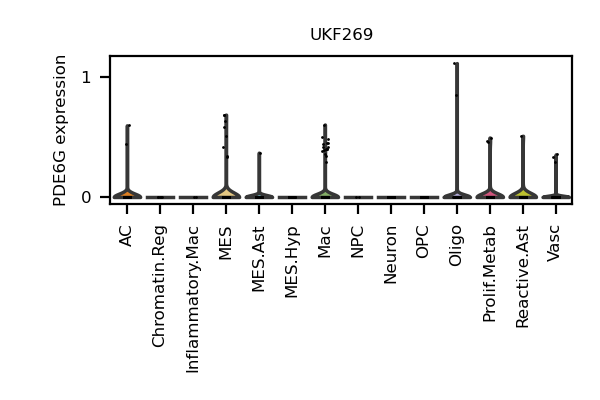 UKF269
PDE6G expression
1
0
AC
Chromatin.Reg
Inflammatory.Mac
MES
MES.Ast
MES.Hyp
Mac
NPC
Neuron
OPC
Oligo
Prolif.Metab
Reactive.Ast
Vasc